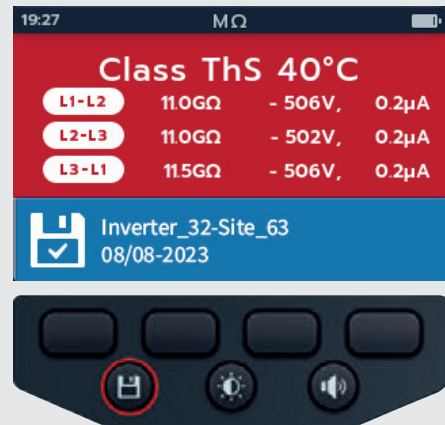 19:27 MΩ
Class ThS 40°C
L1-L2 11.0GΩ - 506V, 0.2µA
L2-L3 11.0GΩ - 502V, 0.2µA
L3-L1 11.5GΩ - 506V, 0.2µA
Inverter_32-Site_63
08/08-2023